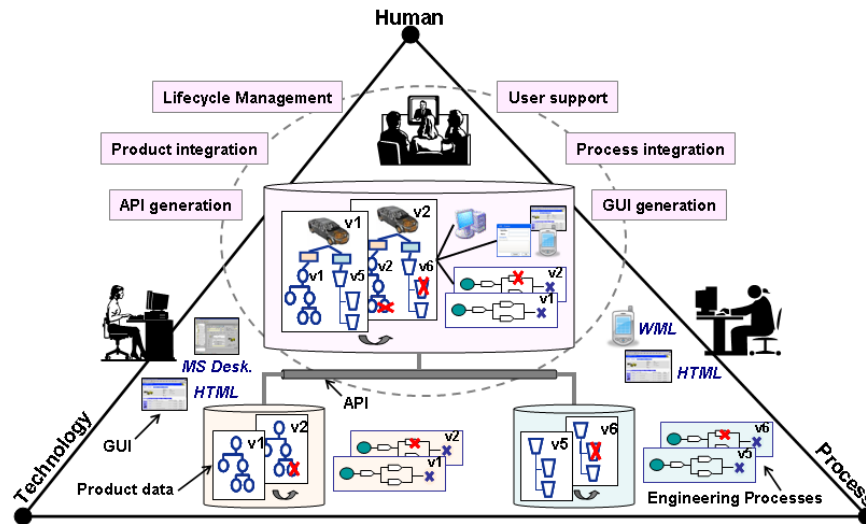 Human
Lifecycle Management
User support
Product integration
Process integration
API generation
GUI generation
v1
v2
v1
v5
v2
v6
v2
v1
MS Desk.
HTML
WML
HTML
API
GUI
Product data
v1
v2
v2
v1
v5
v6
v6
v5
Engineering Processes
Technology
Process